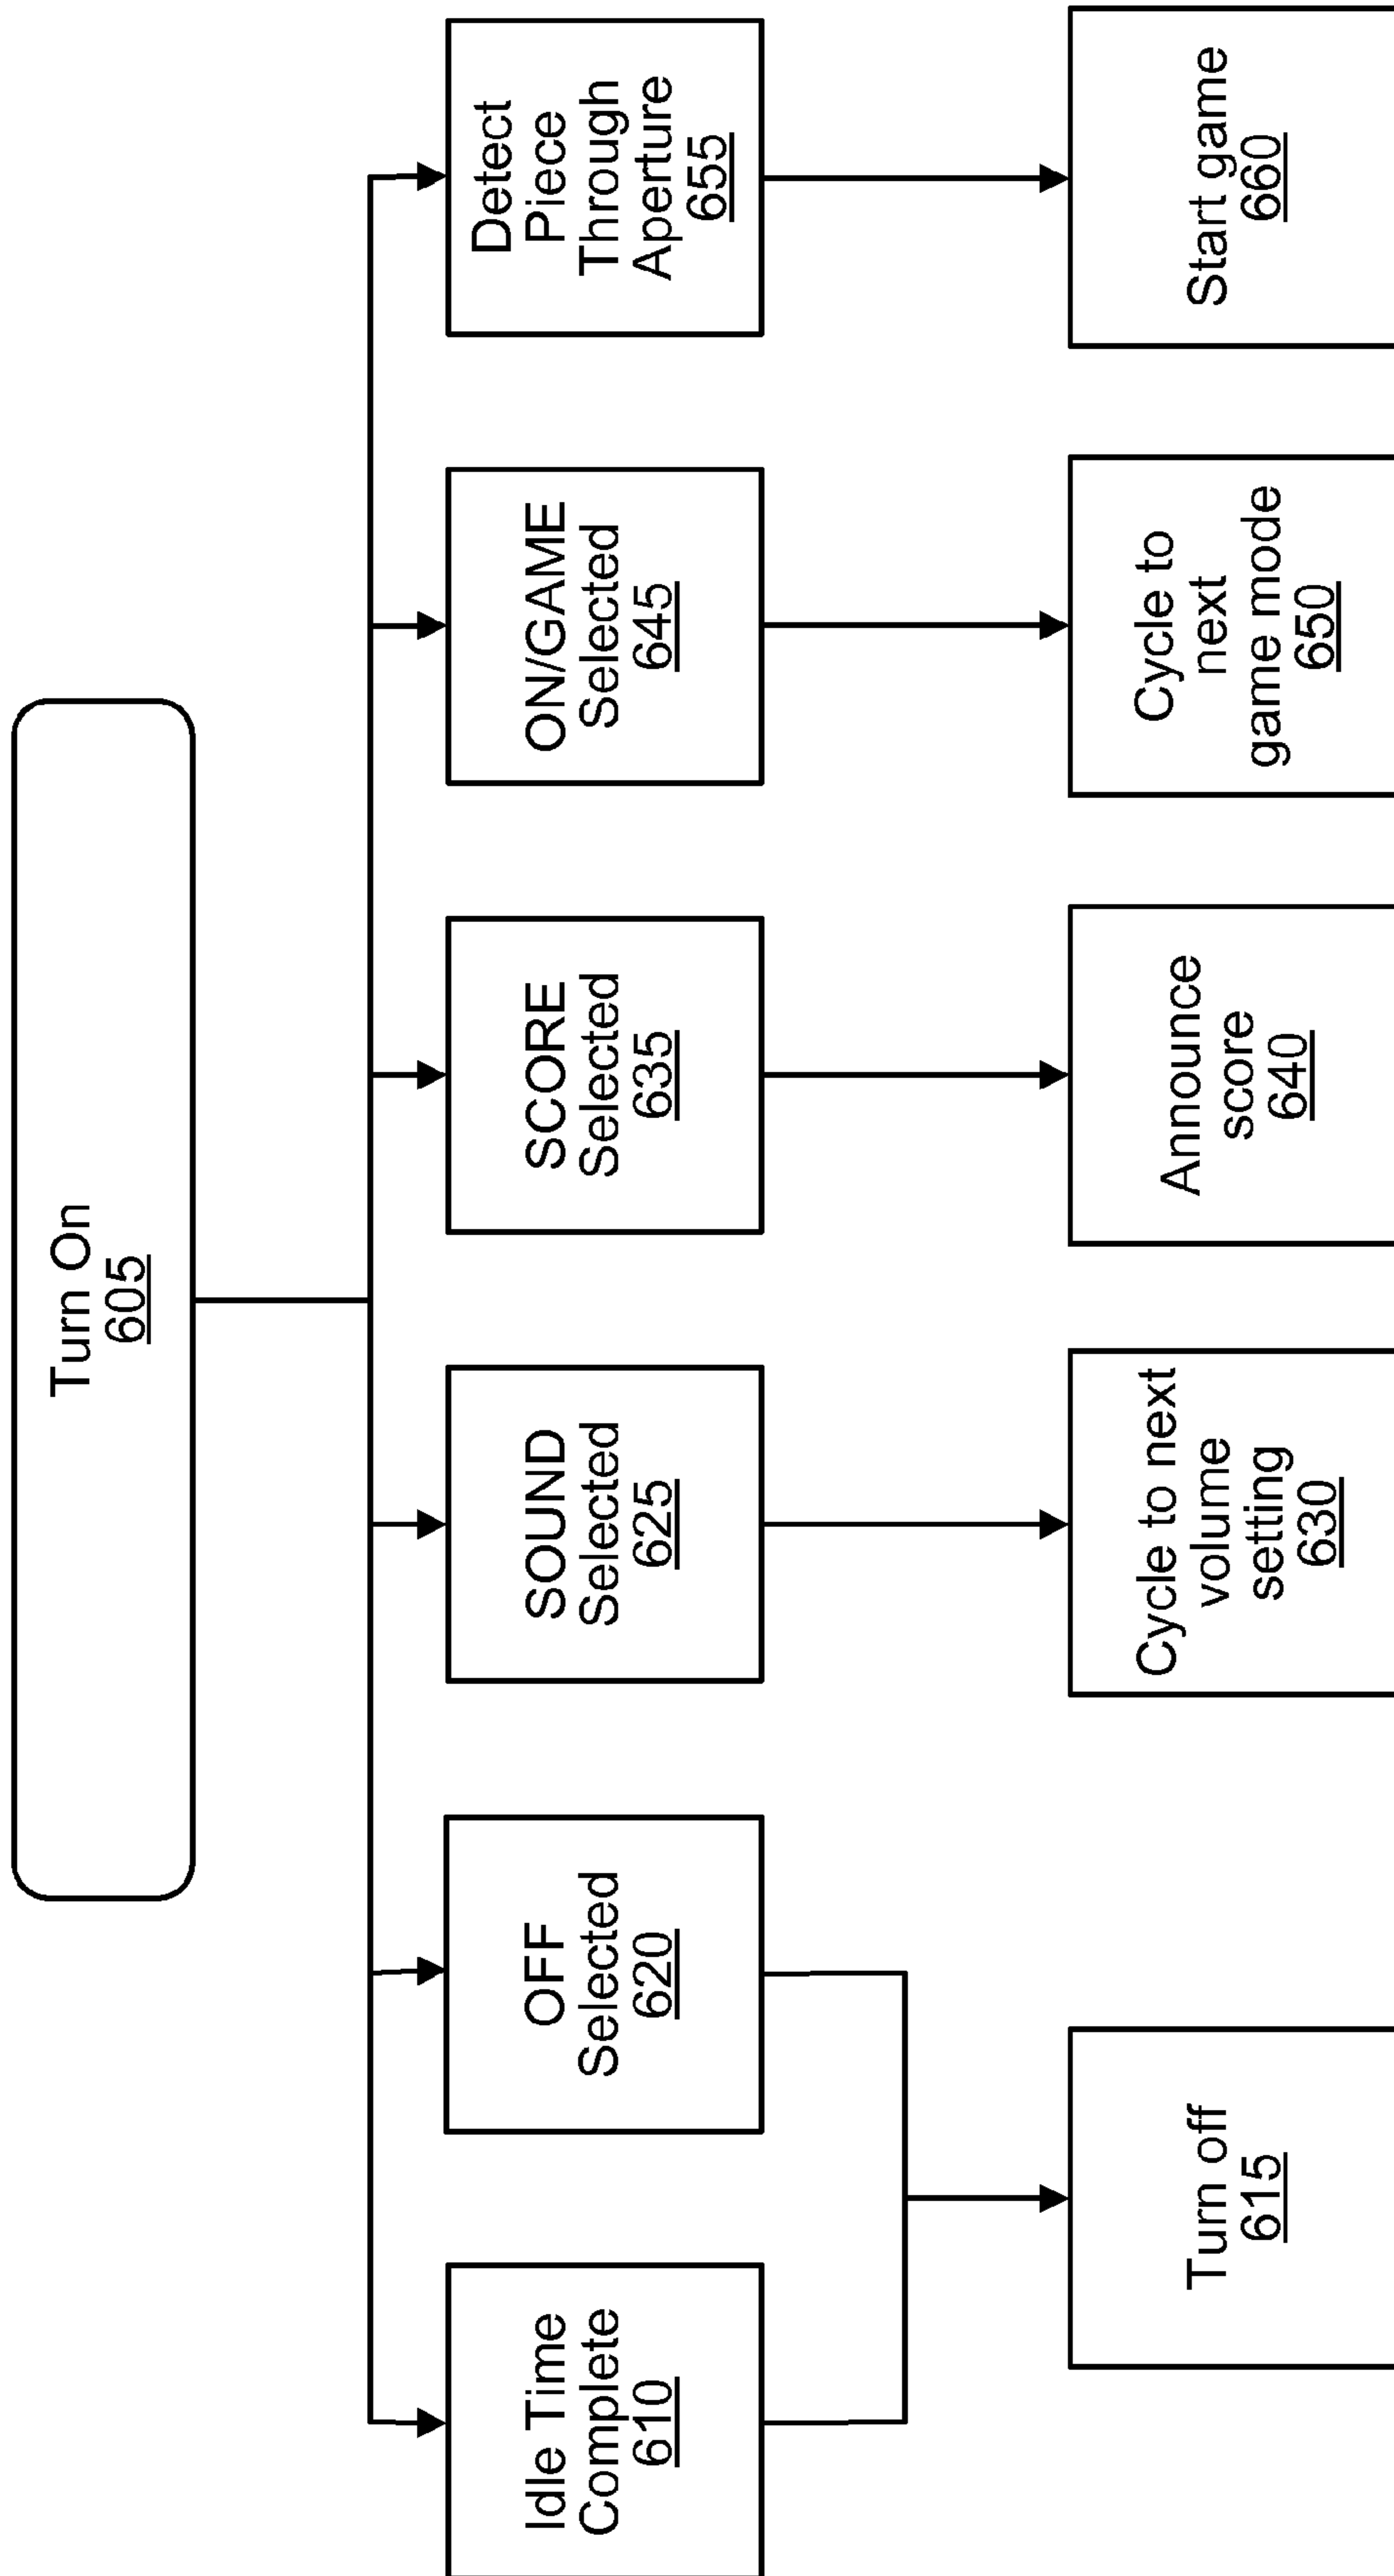 Turn On
605
Idle Time
Complete
610
OFF
Selected
620
SOUND
Selected
625
SCORE
Selected
635
ON/GAME
Selected
645
Detect
Piece
Through
Aperture
655
Turn off
615
Cycle to next
volume
setting
630
Announce
score
640
Cycle to
next
game mode
650
Start game
660